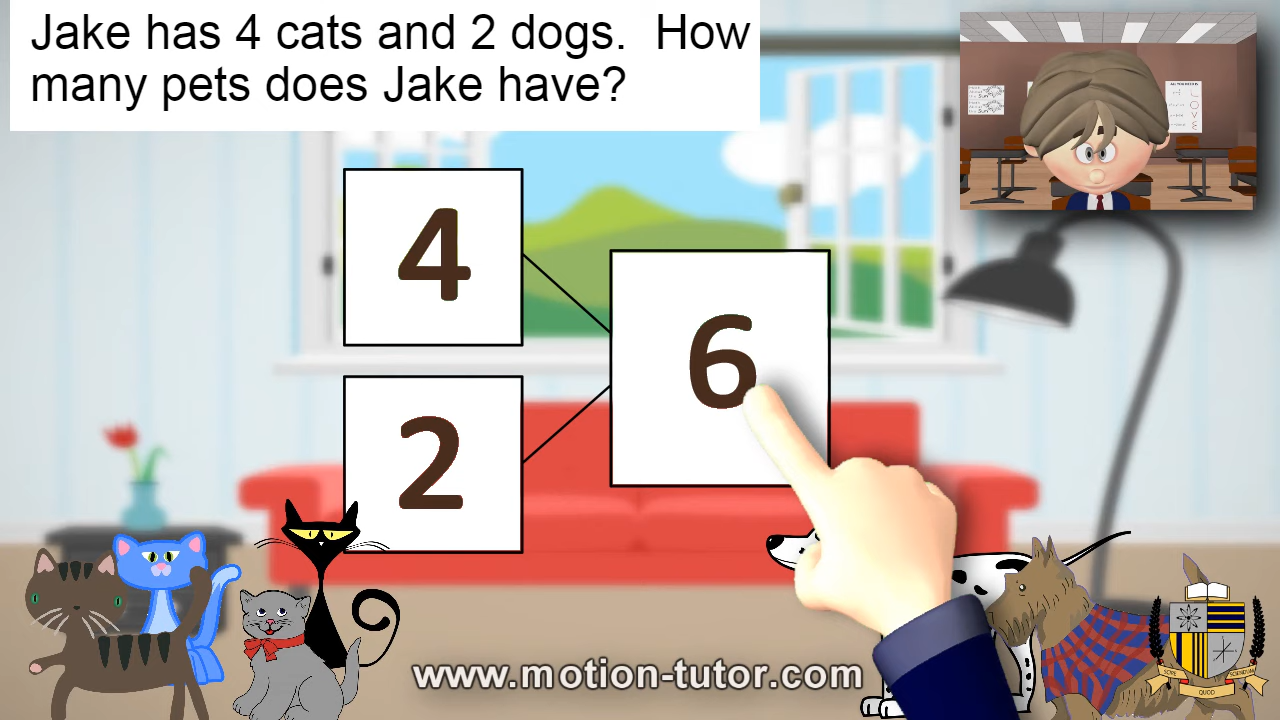 Jake has 4 cats and 2 dogs.  How
many pets does Jake have?
4
6
2
www.motion-tutor.com
QUOD